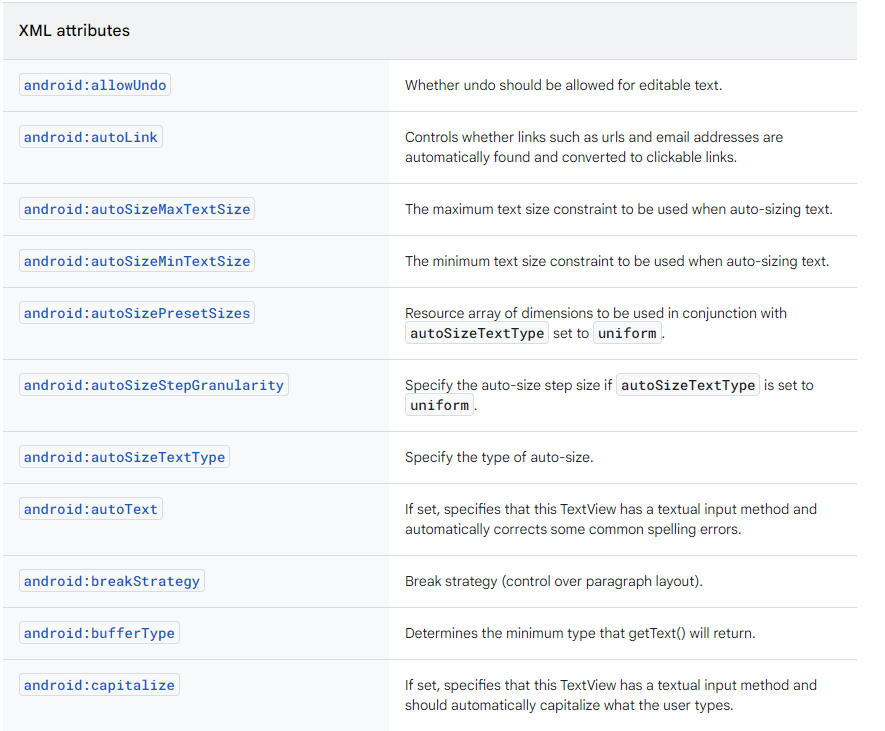 XML attributes
android:allowUndo
Whether undo should be allowed for editable text.
android:autoLink
Controls whether links such as urls and email addresses are
automatically found and converted to clickable links.
android:autoSizeMaxTextSize
The maximum text size constraint to be used when auto-sizing text.
android:autoSizeMinTextSize
The minimum text size constraint to be used when auto-sizing text.
android:autoSizePresetSizes
Resource array of dimensions to be used in conjunction with
autoSizeTextType set to uniform.
android:autoSizeStepGranularity
Specify the auto-size step size if autoSizeTextType is set to
uniform.
android:autoSizeTextType
Specify the type of auto-size.
android:autoText
If set, specifies that this TextView has a textual input method and
automatically corrects some common spelling errors.
android:breakStrategy
Break strategy (control over paragraph layout).
android:bufferType
Determines the minimum type that getText() will return.
android:capitalize
If set, specifies that this TextView has a textual input method and
should automatically capitalize what the user types.